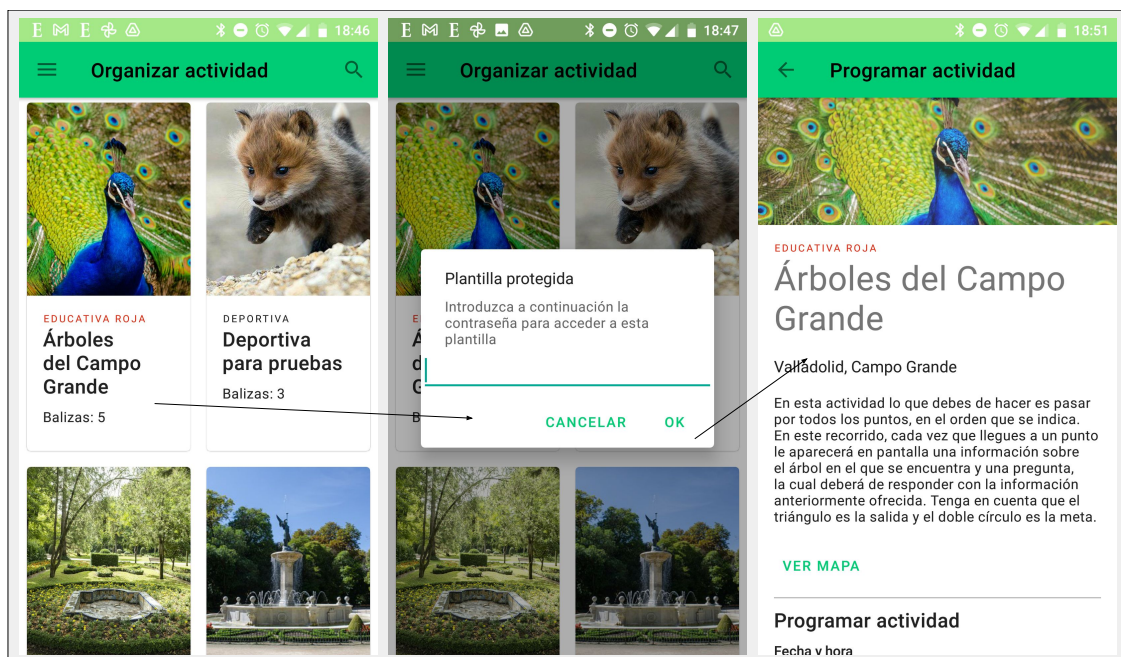 E M E 18:46
Organizar actividad
EDUCATIVA ROJA
Árboles
del Campo
Grande
Balizas: 5
DEPORTIVA
Deportiva
para pruebas
Balizas: 3
E M E 18:47
Organizar actividad
E
Á
d
G
B
Plantilla protegida
Introduzca a continuación la
contraseña para acceder a esta
plantilla
CANCELAR OK
18:51
Programar actividad
EDUCATIVA ROJA
Árboles del Campo
Grande
Valladolid, Campo Grande
En esta actividad lo que debes de hacer es pasar
por todos los puntos, en el orden que se indica.
En este recorrido, cada vez que llegues a un punto
le aparecerá en pantalla una información sobre
el árbol en el que se encuentra y una pregunta,
la cual deberá de responder con la información
anteriormente ofrecida. Tenga en cuenta que el
triángulo es la salida y el doble círculo es la meta.
VER MAPA
Programar actividad
Fecha y hora